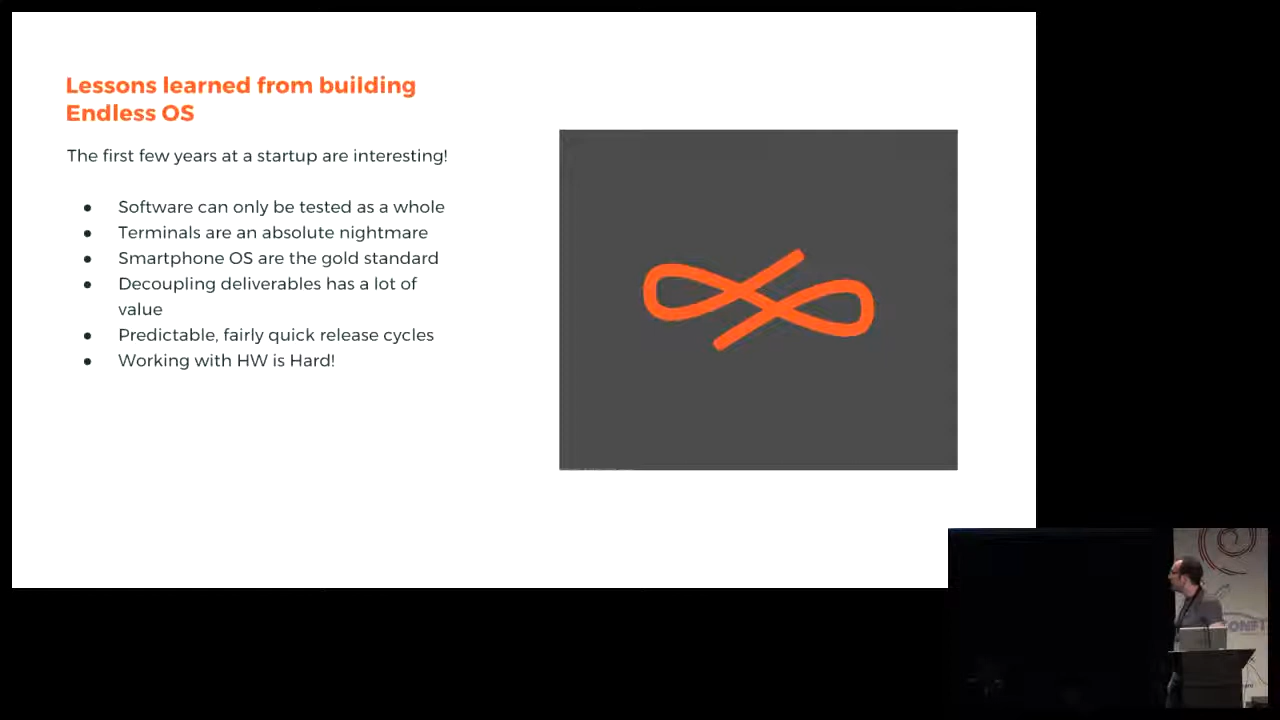 Lessons learned from building
Endless OS
The first few years at a startup are interesting!
● Software can only be tested as a whole
● Terminals are an absolute nightmare
● Smartphone OS are the gold standard
● Decoupling deliverables has a lot of
value
● Predictable, fairly quick release cycles
● Working with HW is Hard!